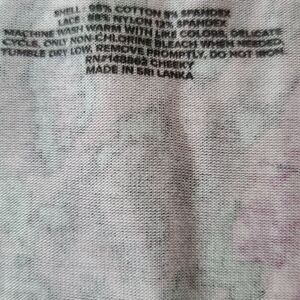 SHELL : 95% COTTON 5% SPANDEX
LACE : 88% NYLON 12% SPANDEX
MACHINE WASH WARM WITH LIKE COLORS, DELICATE
CYCLE, ONLY NON-CHLORINE BLEACH WHEN NEEDED,
TUMBLE DRY LOW, REMOVE PROMPTLY, DO NOT IRON.
CHEEKY
MADE IN SRI LANKA